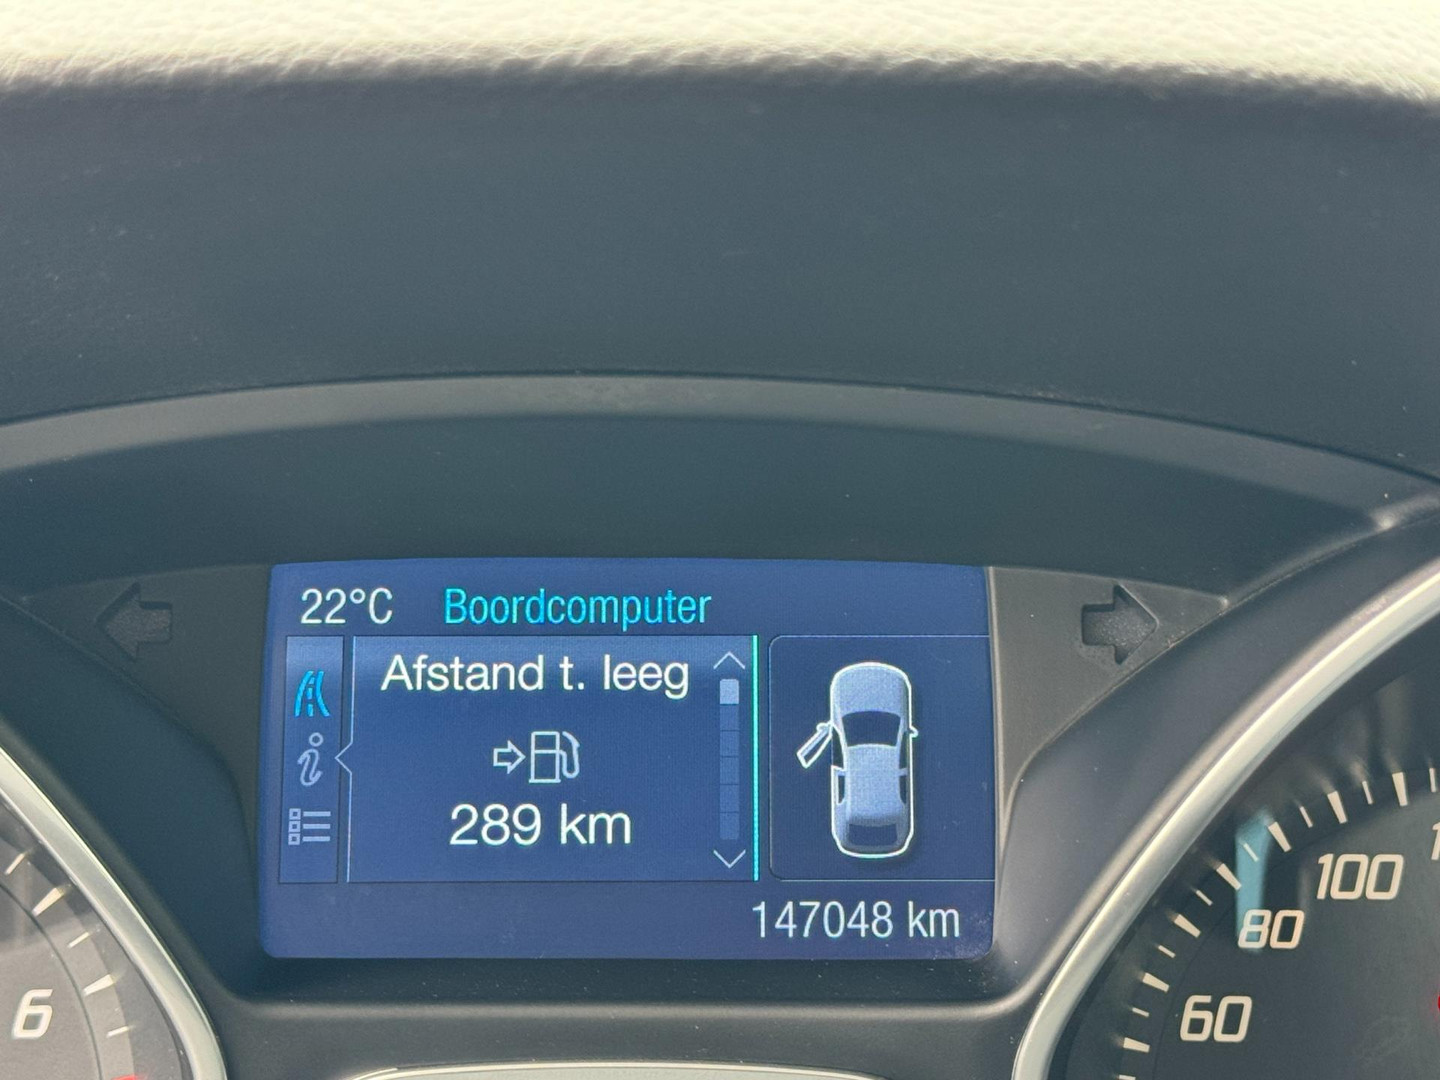 22°C Boordcomputer
Afstand t. leeg
289 km
147048 km
6
100
80
60